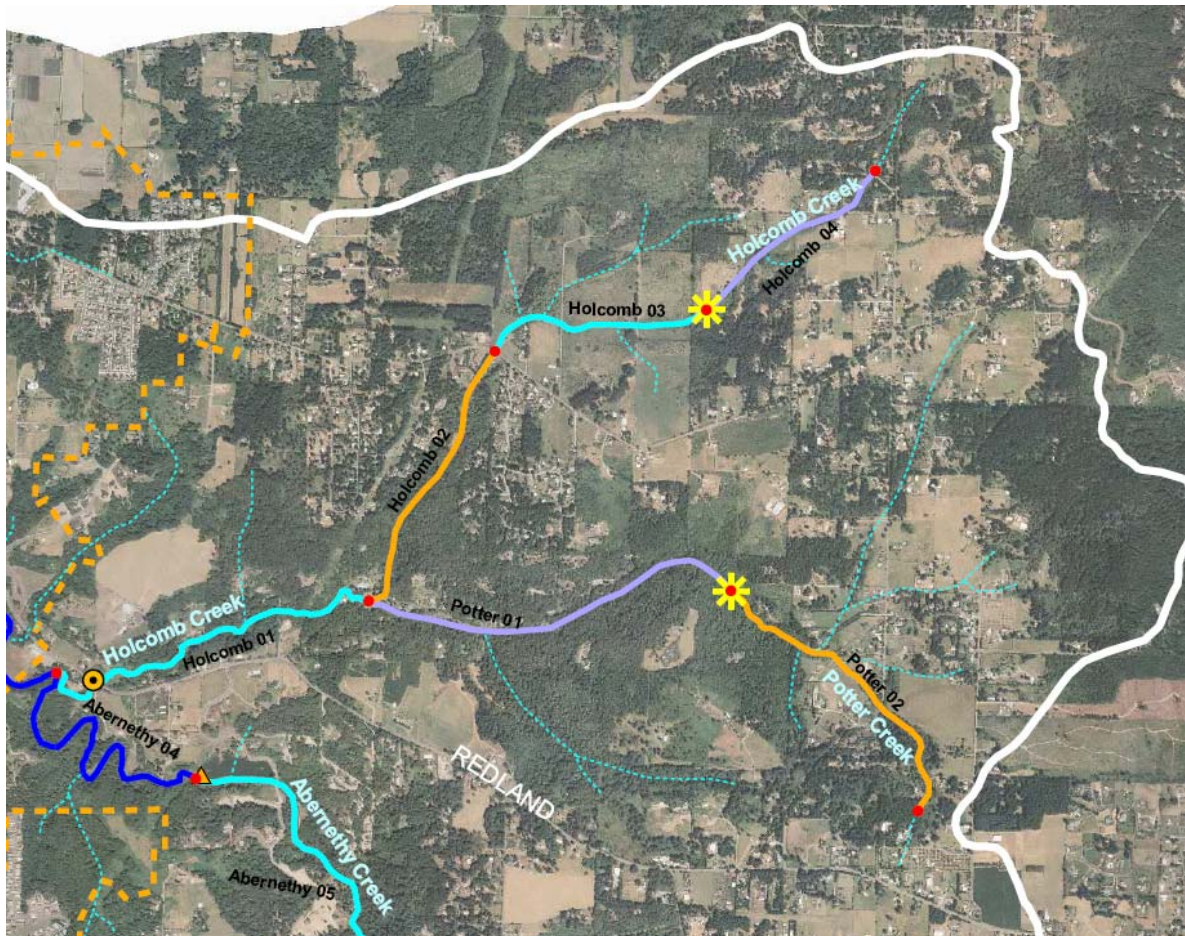 Holcomb Creek
Holcomb 04
Holcomb 03
Holcomb 02
Holcomb Creek
Holcomb 01
Potter 01
Potter 02
Potter Creek
Abernethy 04
REDLAND
Abernethy Creek
Abernethy 05